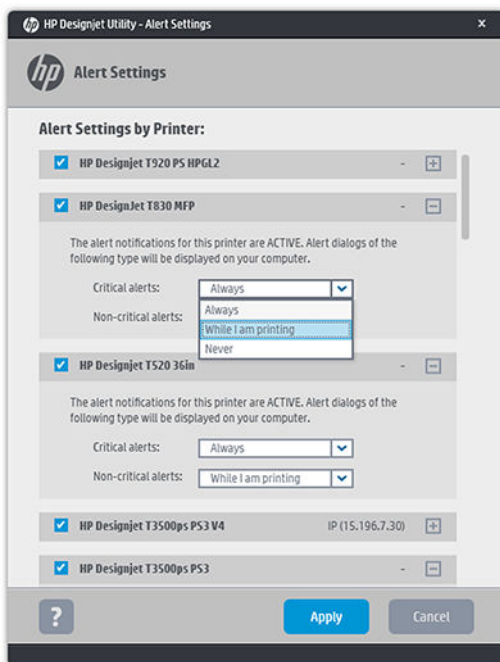 hp HP Designjet Utility - Alert Settings x
hp Alert Settings
Alert Settings by Printer:
HP Designjet T920 PS HPGL2 - +
HP DesignJet T830 MFP - -
The alert notifications for this printer are ACTIVE. Alert dialogs of the
following type will be displayed on your computer.
Critical alerts: Always
Always
Non-critical alerts: While I am printing
Never
HP Designjet T520 36in - -
The alert notifications for this printer are ACTIVE. Alert dialogs of the
following type will be displayed on your computer.
Critical alerts: Always
Non-critical alerts: While I am printing
HP Designjet T3500ps PS3 V4 IP (15.196.7.30) +
HP Designjet T3500ps PS3 - -
? Apply Cancel